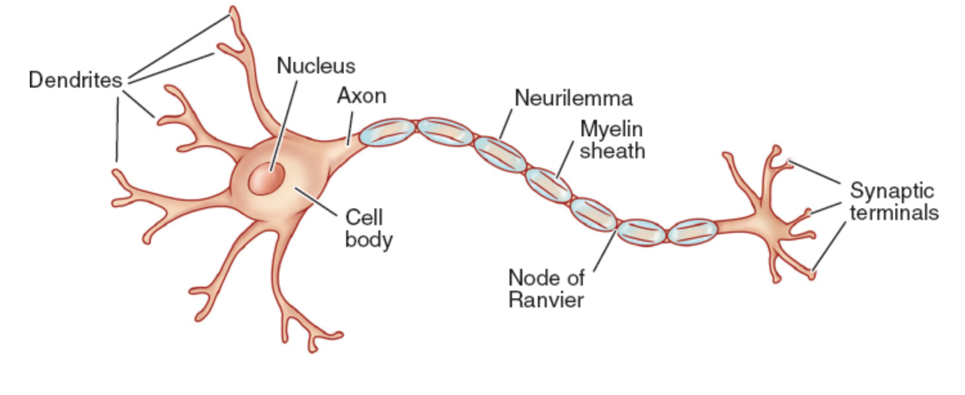 Dendrites
Nucleus
Axon
Neurilemma
Myelin
sheath
Synaptic
terminals
Cell
body
Node of
Ranvier